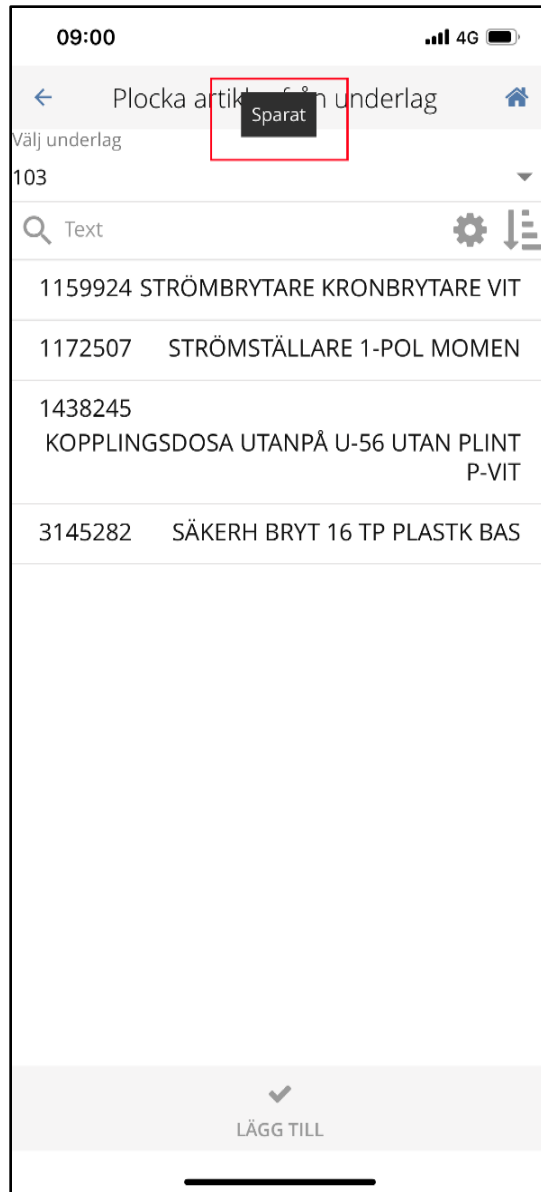 09:00 4G
Plocka artik från underlag
Sparat
Välj underlag
103
Text
1159924 STRÖMBRYTARE KRONBRYTARE VIT
1172507 STRÖMSTÄLLARE 1-POL MOMEN
1438245
KOPPLINGSDOSA UTANPÅ U-56 UTAN PLINT
P-VIT
3145282 SÄKERH BRYT 16 TP PLASTK BAS
LÄGG TILL